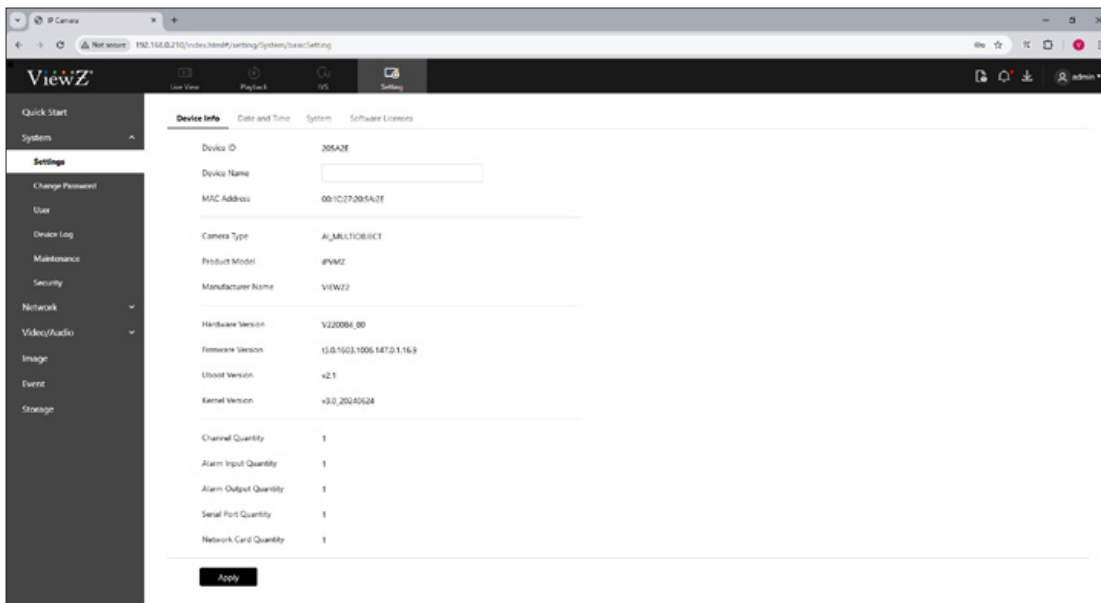 IP Camera
Not secure 192.168.0.210/index.html#/setting/System/basicSetting
ViewZ
Live View Playback IVS Setting admin
Quick Start
System
Settings
Change Password
User
Device Log
Maintenance
Security
Network
Video/Audio
Image
Event
Storage
Device Info Date and Time System Software Licences
Device ID 205A2E
Device Name
MAC Address 00:1C:27:20:5A:2E
Camera Type AI_MULTIOBJECT
Product Model
Manufacturer Name VIEWZ2
Hardware Version V220084_80
Firmware Version
Uboot Version v2.1
Kernel Version v3.0_20240624
Channel Quantity 1
Alarm Input Quantity 1
Alarm Output Quantity 1
Serial Port Quantity 1
Network Card Quantity 1
Apply